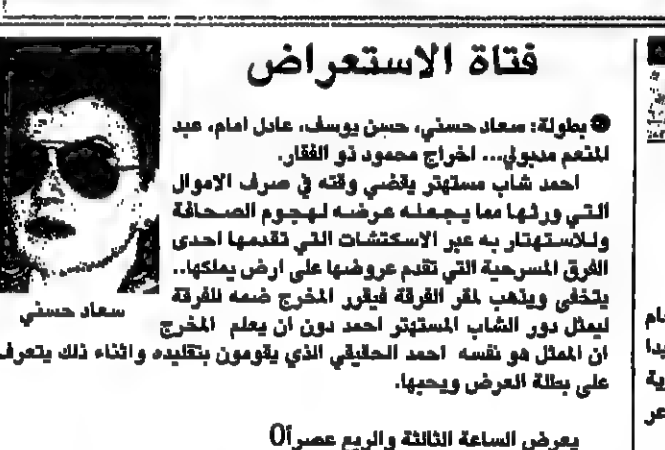 فتاة الاستعراض
● بطولة: سعاد حسني، حسن يوسف، عادل امام، عبد
المنعم مدبولي... اخراج محمود ذو الفقار.
احمد شاب مستهتر يقضي وقته في صرف الاموال
التي ورثها مما يجعله عرضه لهجوم الصحافة
وللاستهتار به عبر الاسكتشات التي تقدمها احدى
الفرق المسرحية التي تقدم عروضها على ارض يملكها..
يتخفى ويذهب لمقر الفرقة فيقرر المخرج ضمه للفرقة
ليمثل دور الشاب المستهتر احمد دون ان يعلم المخرج
ان الممثل هو نفسه احمد الحقيقي الذي يقومون بتقليده واثناء ذلك يتعرف
على بطلة العرض ويحبها.
يعرض الساعة الثالثة والربع عصراً0
سعاد حسني